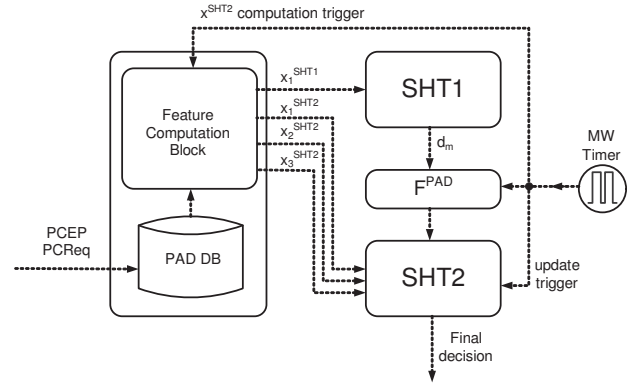 x^SHT2 computation trigger
Feature
Computation
Block
x₁^SHT1
x₁^SHT2
x₂^SHT2
x₃^SHT2
SHT1
dₘ
F^PAD
MW
Timer
PCEP
PCReq
PAD DB
SHT2
update
trigger
Final
decision